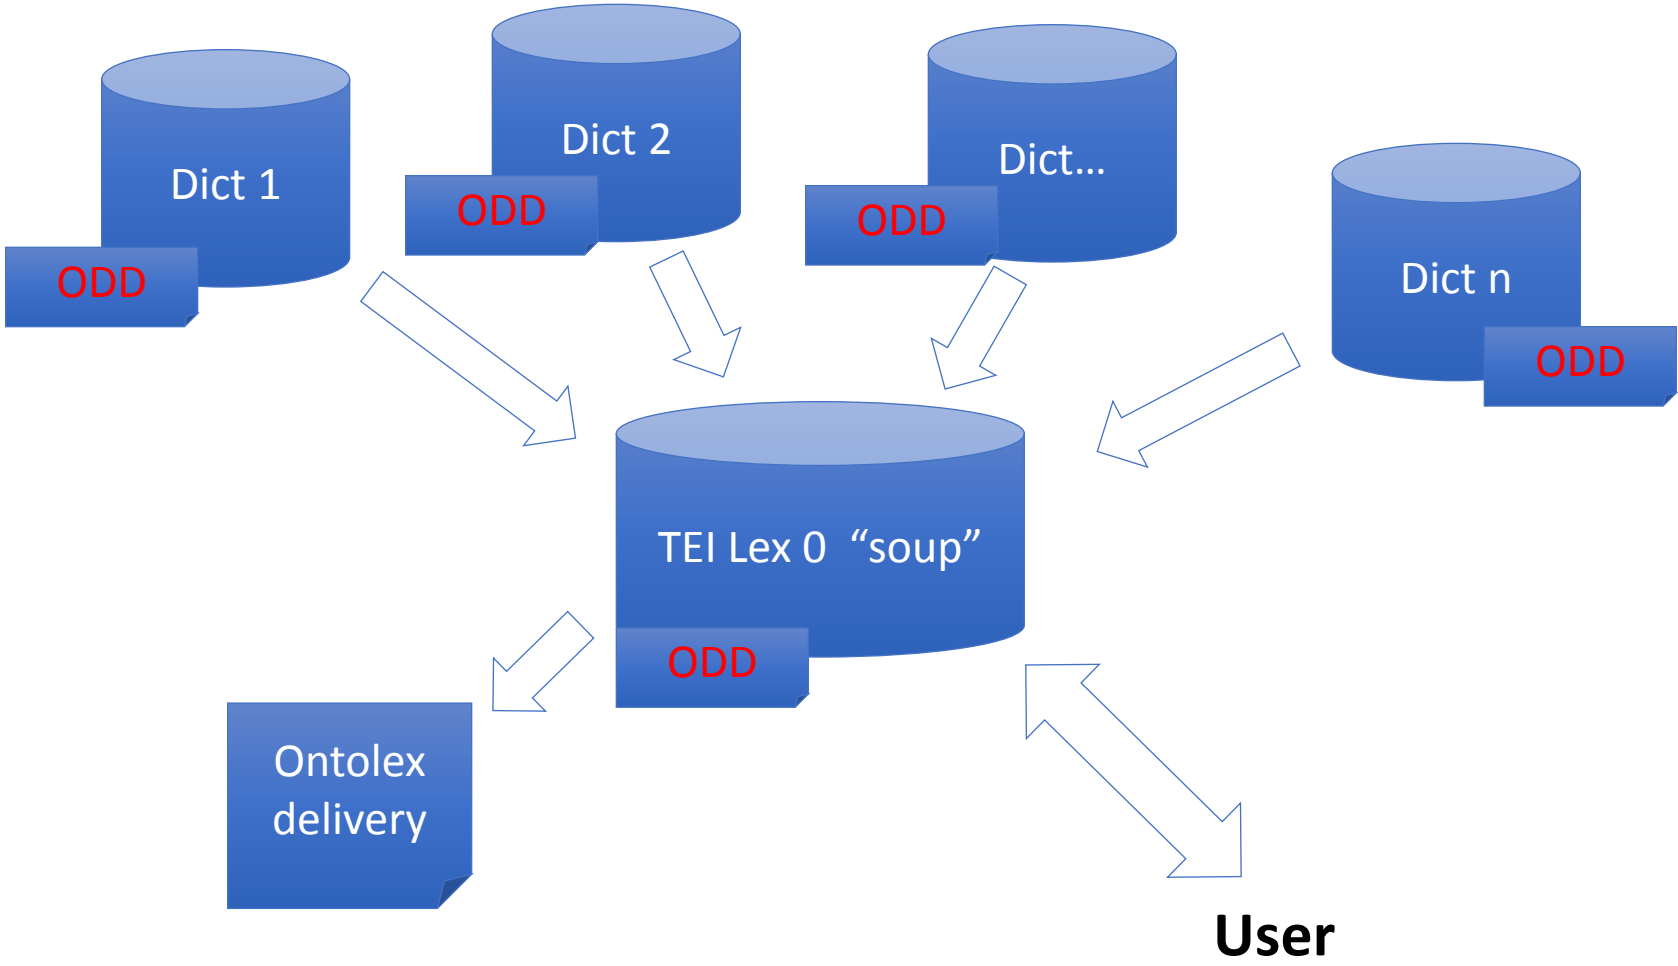 Dict 1
ODD
Dict 2
ODD
Dict...
ODD
Dict n
ODD
TEI Lex 0 “soup”
ODD
Ontolex
delivery
User